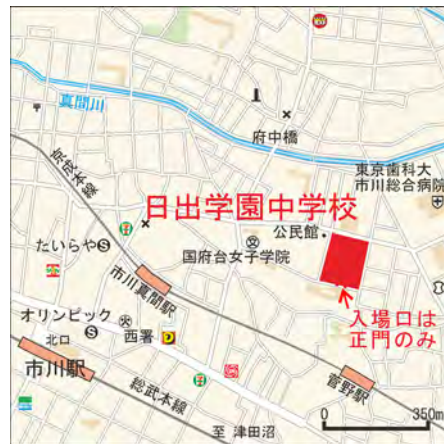 真間川
府中橋
東京歯科大
市川総合病院
京成本線
日出学園中学校
公民館
たいらや
S
国府台女子学院
文
市川真間駅
入場口は
正門のみ
オリンピック
S
西署
北口
市川駅
菅野駅
総武本線
0
350m
至 津田沼